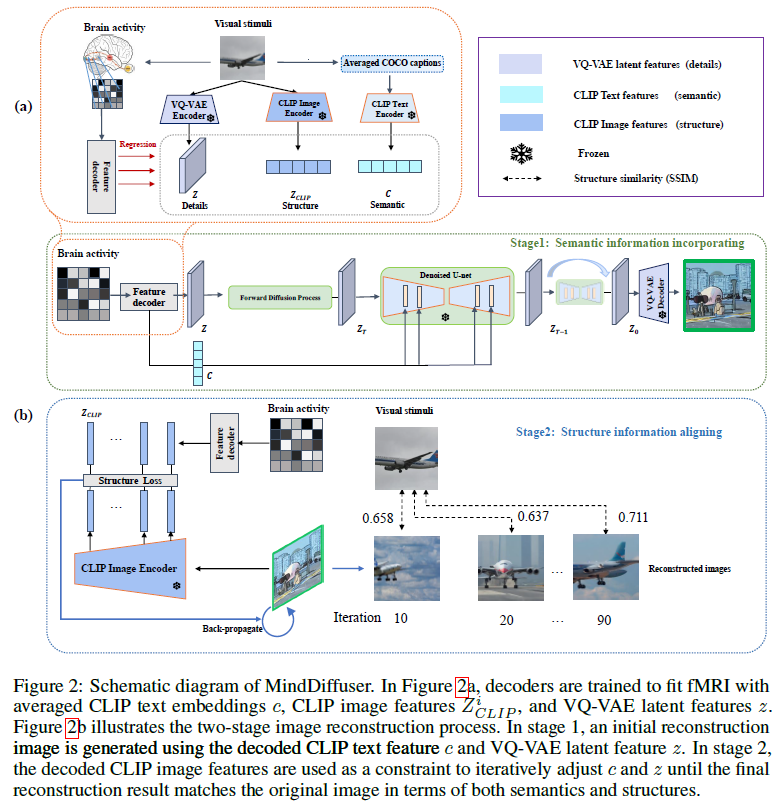 Brain activity
Visual stimuli
Averaged COCO captions
(a)
VQ-VAE
Encoder
CLIP Image
Encoder
CLIP Text
Encoder
Regression
Feature
decoder
Z
Details
Z_CLIP
Structure
C
Semantic
VQ-VAE latent features (details)
CLIP Text features (semantic)
CLIP Image features (structure)
Frozen
Structure similarity (SSIM)
Stage1: Semantic information incorporating
Brain activity
Feature
decoder
Z
Forward Diffusion Process
Z_T
Denoised U-net
Z_{T-1}
Z_0
VQ-VAE
Decoder
C
(b)
Z_CLIP
Feature
decoder
Brain activity
Visual stimuli
Stage2: Structure information aligning
Structure Loss
0.658
0.637
0.711
CLIP Image Encoder
...
...
...
Reconstructed images
Back-propagate
Iteration 10
20
...
90
Figure 2: Schematic diagram of MindDiffuser. In Figure 2a, decoders are trained to fit fMRI with
averaged CLIP text embeddings c, CLIP image features Z^i_{CLIP}, and VQ-VAE latent features z.
Figure 2b illustrates the two-stage image reconstruction process. In stage 1, an initial reconstruction
image is generated using the decoded CLIP text feature c and VQ-VAE latent feature z. In stage 2,
the decoded CLIP image features are used as a constraint to iteratively adjust c and z until the final
reconstruction result matches the original image in terms of both semantics and structures.